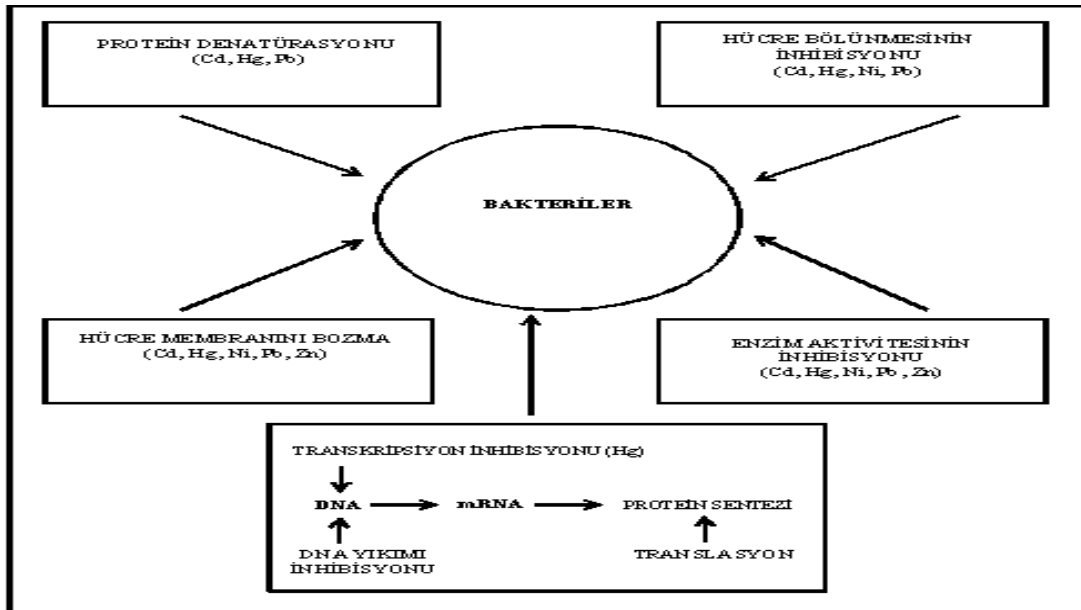 PROTEİN DENATÜRASYONU
(Cd, Hg, Pb)
HÜCRE BÖLÜNMESİNİN
İNHİBİSYONU
(Cd, Hg, Ni, Pb)
BAKTERİLER
HÜCRE MEMBRANINI BOZMA
(Cd, Hg, Ni, Pb, Zn)
ENZİM AKTİVİTESİNİN
İNHİBİSYONU
(Cd, Hg, Ni, Pb, Zn)
TRANSKRİPSİYON İNHİBİSYONU (Hg)
DNA mRNA PROTEİN SENTEZİ
DNA YIKIMI
İNHİBİSYONU
TRANSLASYON